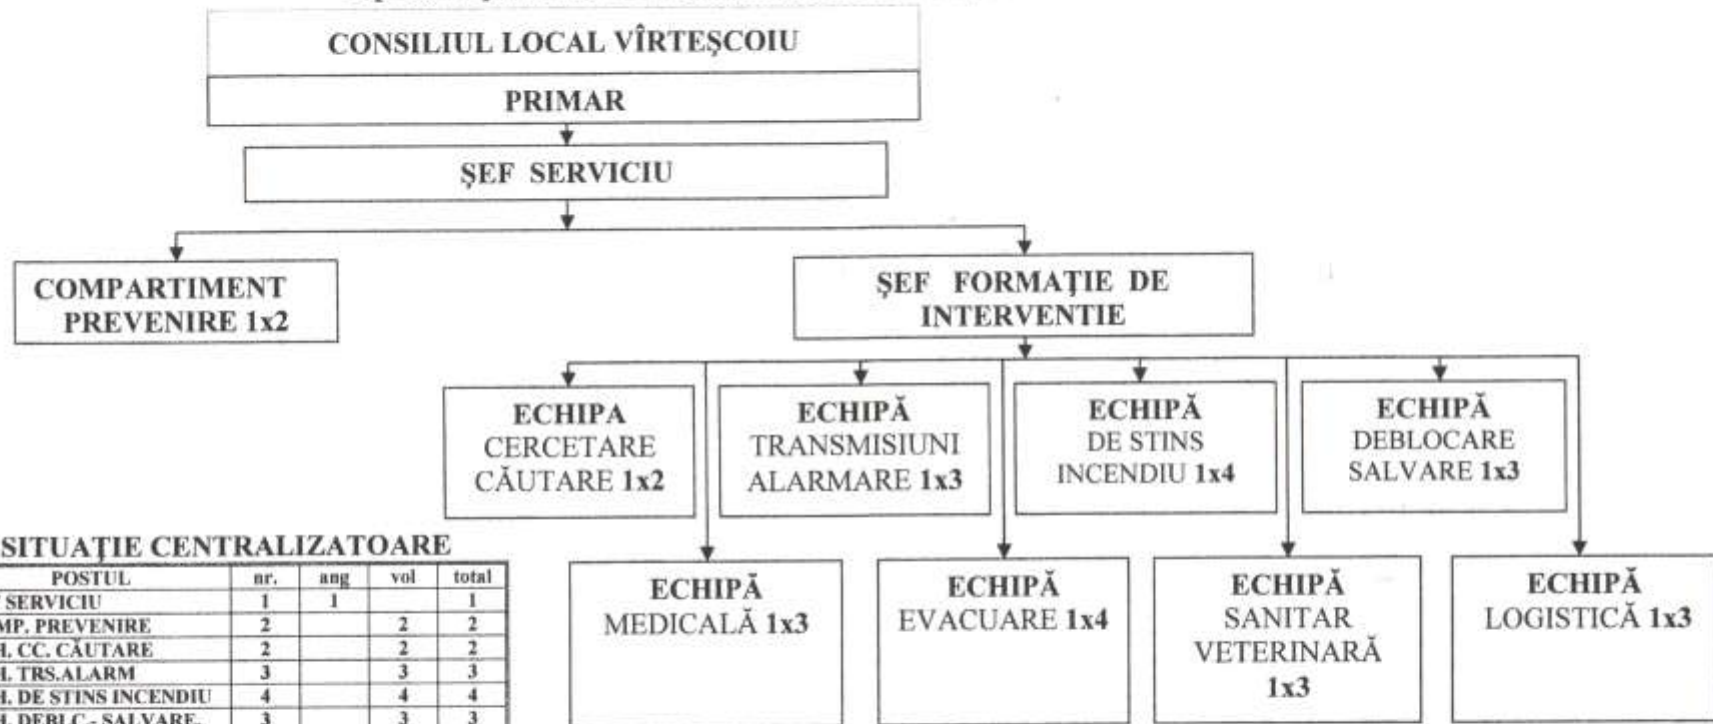 CONSILIUL LOCAL VÎRTEŞCOIU
PRIMAR
ŞEF SERVICIU
COMPARTIMENT
PREVENIRE 1x2
ŞEF FORMAŢIE DE
INTERVENTIE
ECHIPA
CERCETARE
CĂUTARE 1x2
ECHIPĂ
TRANSMISIUNI
ALARMARE 1x3
ECHIPĂ
DE STINS
INCENDIU 1x4
ECHIPĂ
DEBLOCARE
SALVARE 1x3
ECHIPĂ
MEDICALĂ 1x3
ECHIPĂ
EVACUARE 1x4
ECHIPĂ
SANITAR
VETERINARĂ
1x3
ECHIPĂ
LOGISTICĂ 1x3
SITUAŢIE CENTRALIZATOARE
POSTUL nr. ang vol total
SERVICIU 1 1 1
MP. PREVENIRE 2 2 2
H. CC. CĂUTARE 2 2 2
H. TRS.ALARM 3 3 3
H. DE STINS INCENDIU 4 4 4
H. DEBLC - SALVARE. 3 3 3